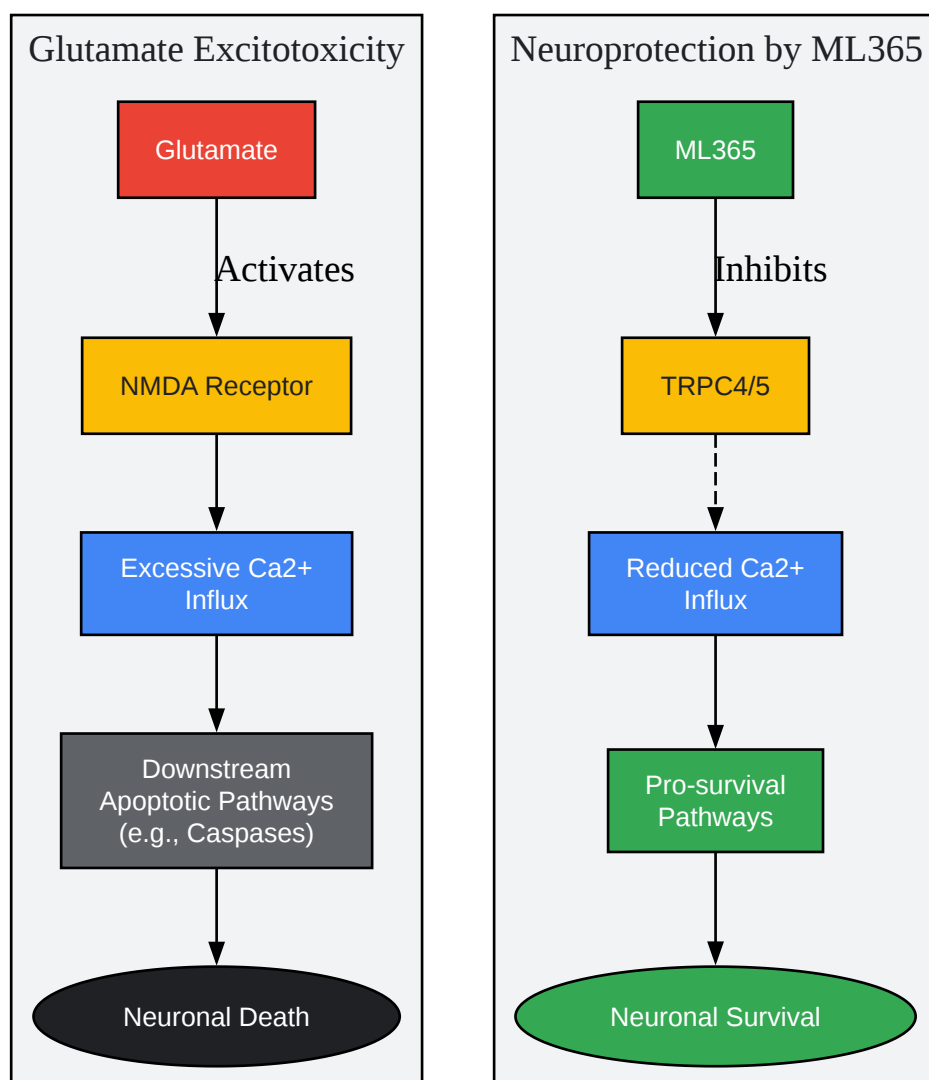 Glutamate Excitotoxicity
Glutamate
Activates
NMDA Receptor
Excessive Ca2+
Influx
Downstream
Apoptotic Pathways
(e.g., Caspases)
Neuronal Death
Neuroprotection by ML365
ML365
Inhibits
TRPC4/5
Reduced Ca2+
Influx
Pro-survival
Pathways
Neuronal Survival